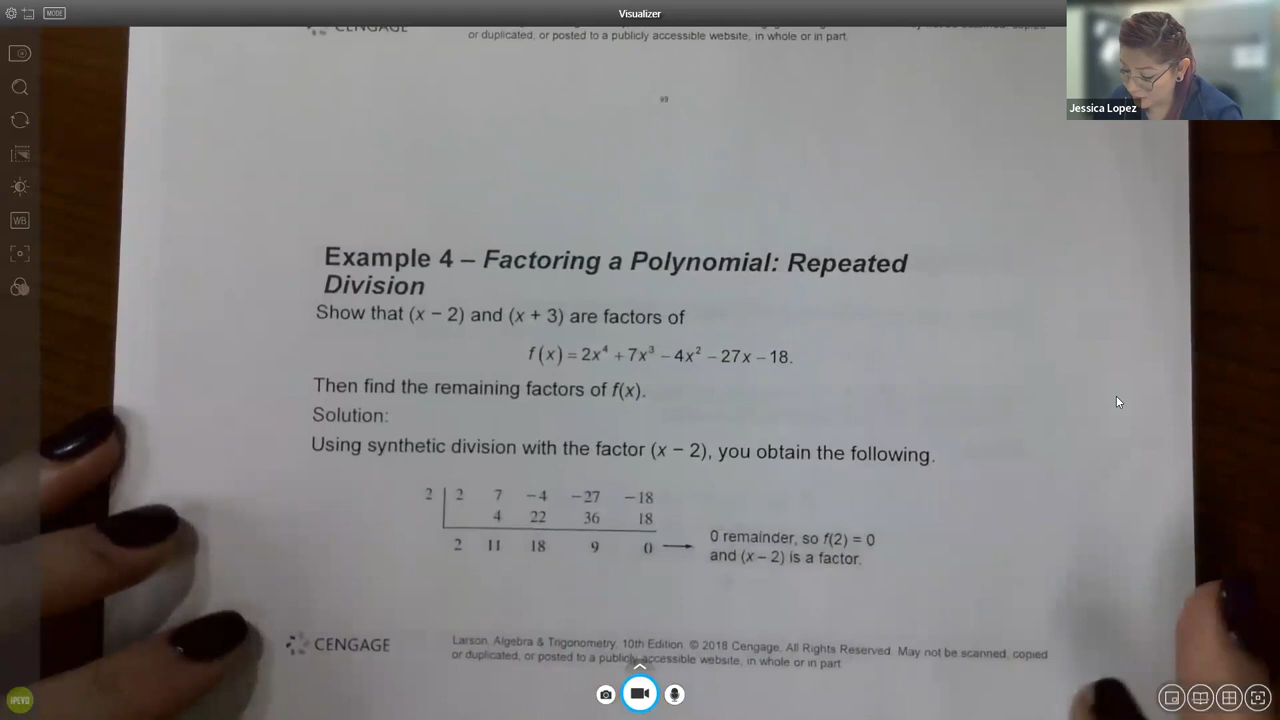 MODE
Visualizer
CENGAGE
or duplicated, or posted to a publicly accessible website, in whole or in part.
Jessica Lopez
WB
Example 4 – Factoring a Polynomial: Repeated
Division
Show that (x − 2) and (x + 3) are factors of
f(x) = 2x⁴ + 7x³ − 4x² − 27x − 18.
Then find the remaining factors of f(x).
Solution:
Using synthetic division with the factor (x − 2), you obtain the following.
2 | 2 7 −4 −27 −18
4 22 36 18
2 11 18 9 0 → 0 remainder, so f(2) = 0
and (x – 2) is a factor.
CENGAGE
Larson, Algebra & Trigonometry, 10th Edition. © 2018 Cengage. All Rights Reserved. May not be scanned, copied
or duplicated, or posted to a publicly accessible website, in whole or in part.
IPEVO